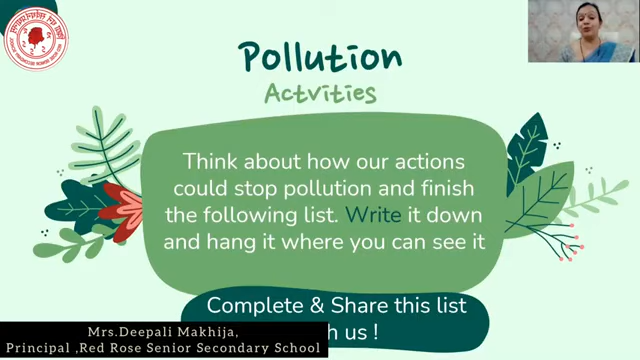 Pollution
Actvities
Think about how our actions
could stop pollution and finish
the following list. Write it down
and hang it where you can see it
Complete & Share this list
h us !
Mrs.Deepali Makhija,
Principal ,Red Rose Senior Secondary School